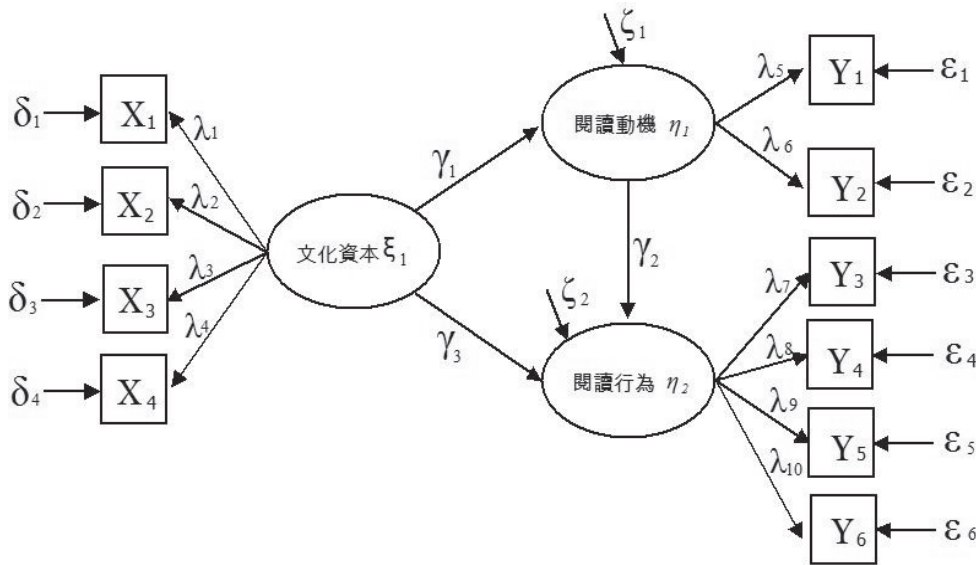 ζ1
δ1 X1 λ1
δ2 X2 λ2
δ3 X3 λ3
δ4 X4 λ4
文化資本 ξ1
γ1
γ3
閱讀動機 η1
γ2
ζ2
閱讀行為 η2
λ5 Y1 ε1
λ6 Y2 ε2
λ7 Y3 ε3
λ8 Y4 ε4
λ9 Y5 ε5
λ10 Y6 ε6